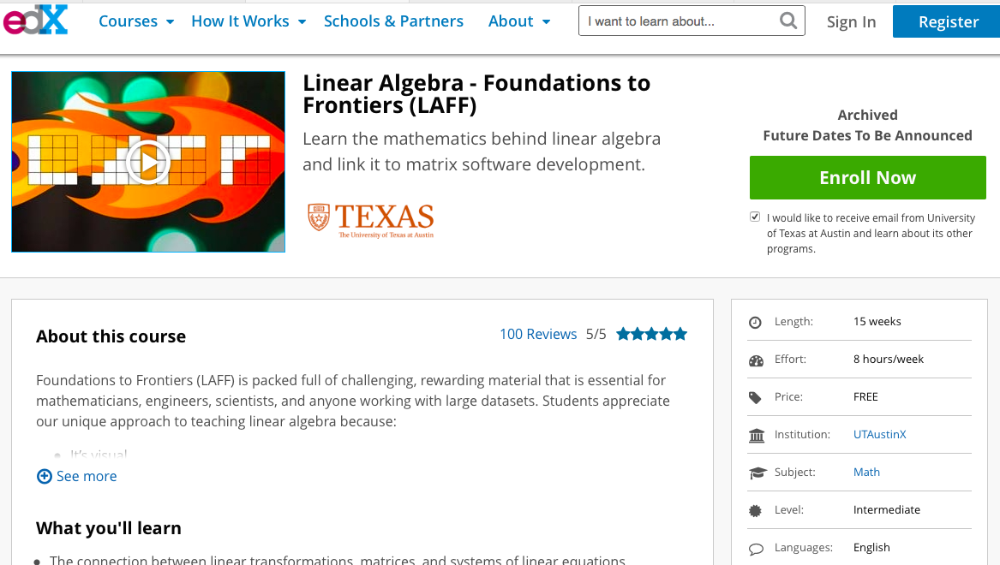 edX
Courses
How It Works
Schools & Partners
About
I want to learn about...
Sign In
Register
LAFF
Linear Algebra - Foundations to
Frontiers (LAFF)
Learn the mathematics behind linear algebra
and link it to matrix software development.
TEXAS
The University of Texas at Austin
Archived
Future Dates To Be Announced
Enroll Now
I would like to receive email from University
of Texas at Austin and learn about its other
programs.
About this course
100 Reviews 5/5
Foundations to Frontiers (LAFF) is packed full of challenging, rewarding material that is essential for
mathematicians, engineers, scientists, and anyone working with large datasets. Students appreciate
our unique approach to teaching linear algebra because:
• It's visual
See more
What you'll learn
• The connection between linear transformations, matrices, and systems of linear equations
Length: 15 weeks
Effort: 8 hours/week
Price: FREE
Institution: UTAustinX
Subject: Math
Level: Intermediate
Languages: English